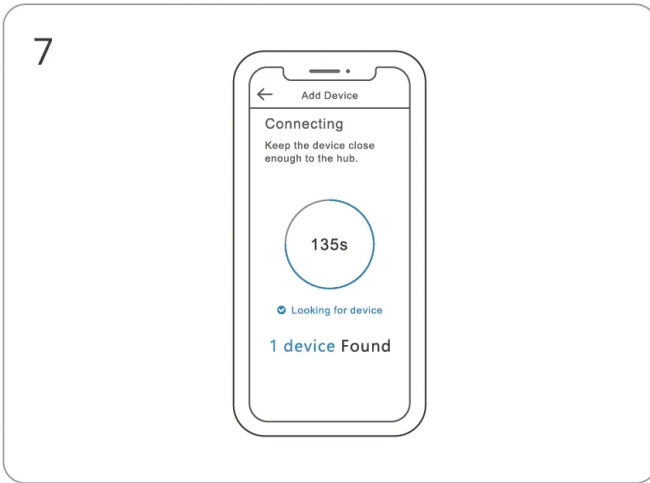 7
Add Device
Connecting
Keep the device close
enough to the hub.
135s
Looking for device
1 device Found